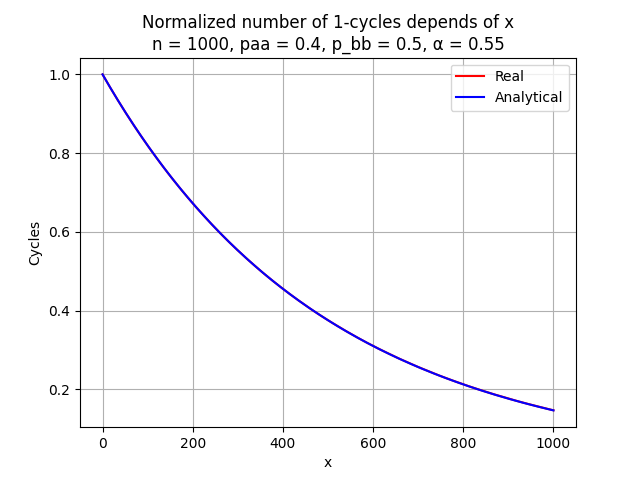 Normalized number of 1-cycles depends of x
n = 1000, paa = 0.4, p_bb = 0.5, α = 0.55
Real
Analytical
1.0
0.8
0.6
0.4
0.2
Cycles
0
200
400
600
800
1000
x